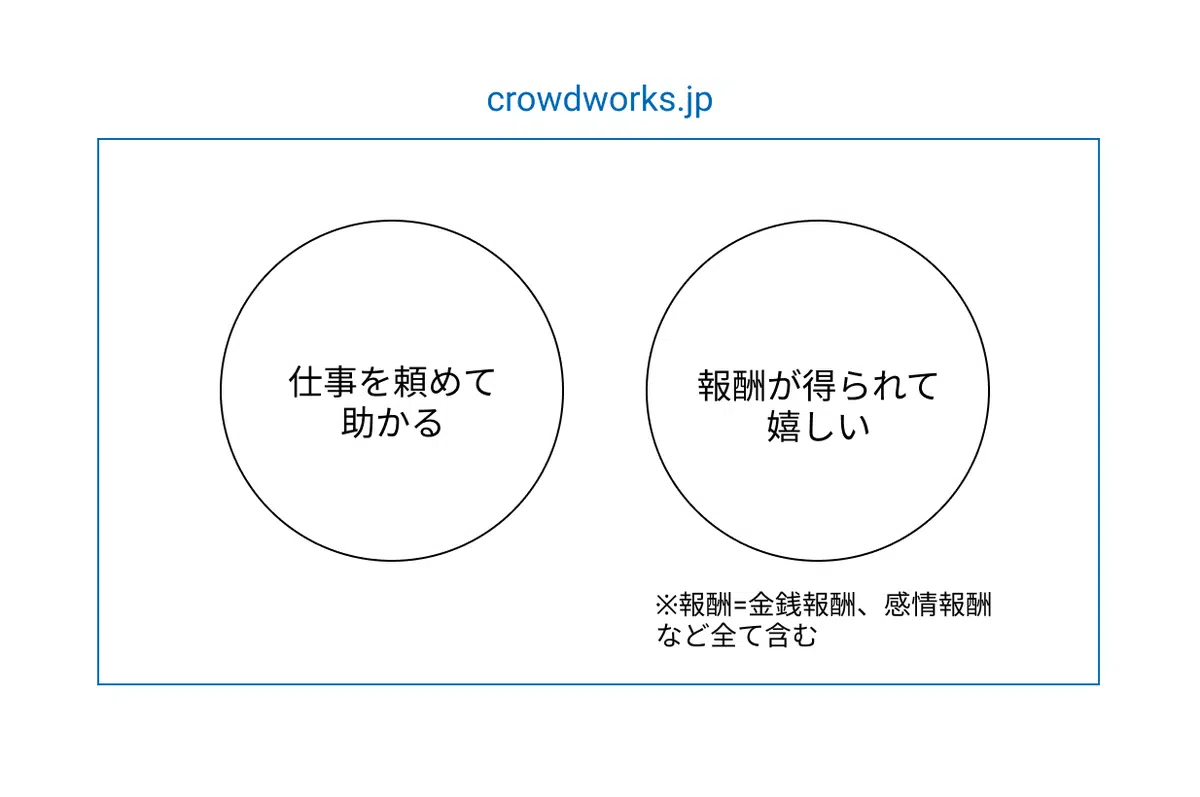 crowdworks.jp
仕事を頼めて
助かる
報酬が得られて
嬉しい
※報酬=金銭報酬、感情報酬
など全て含む